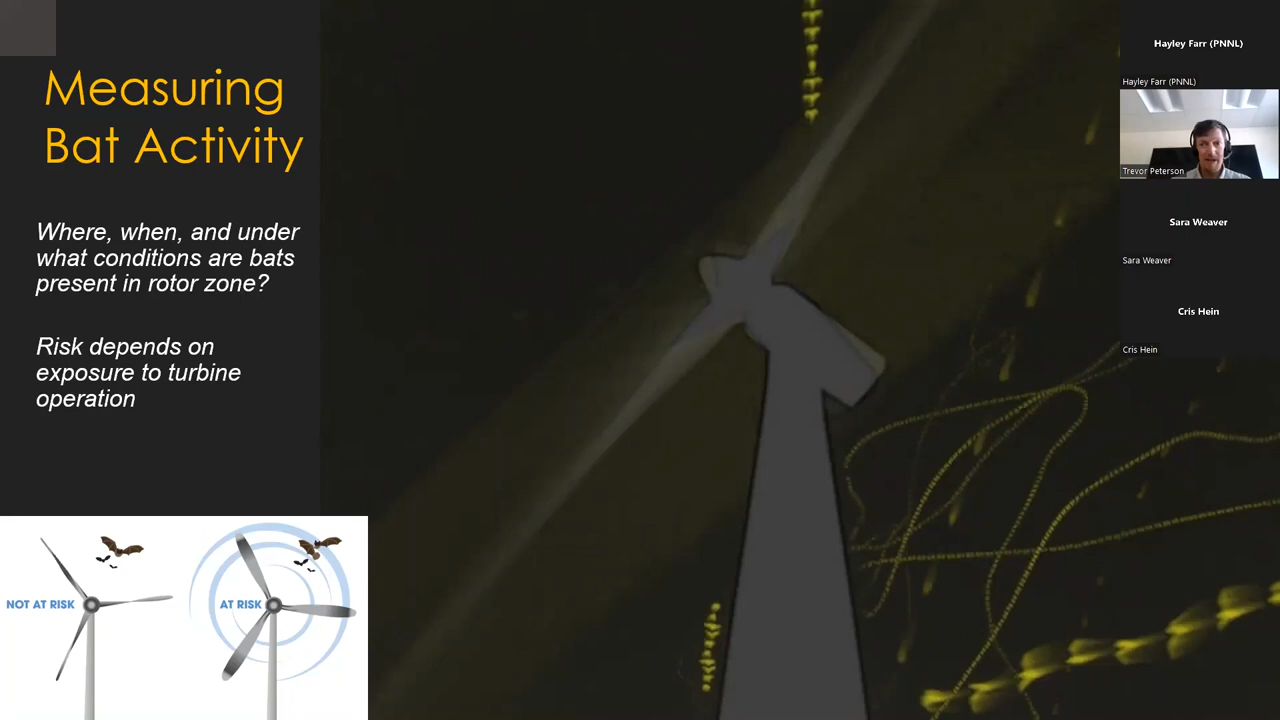 Measuring
Bat Activity
Where, when, and under
what conditions are bats
present in rotor zone?
Risk depends on
exposure to turbine
operation
NOT AT RISK
AT RISK
Hayley Farr (PNNL)
Hayley Farr (PNNL)
Trevor Peterson
Sara Weaver
Sara Weaver
Cris Hein
Cris Hein